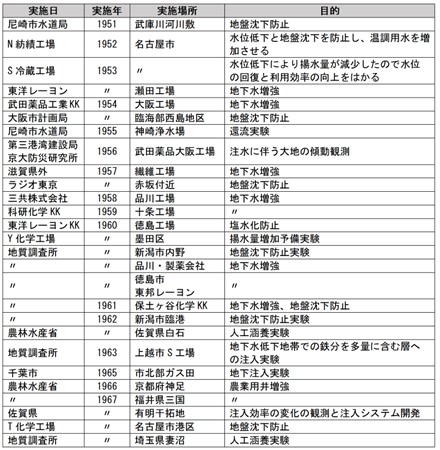 実施日 実施年 実施場所 目的
尼崎市水道局 1951 武庫川河川敷 地盤沈下防止
N紡績工場 1952 名古屋市 水位低下と地盤沈下を防止し、温調用水を増
加させる
S冷蔵工場 1953 〃 水位低下により揚水量が減少したので水位
の回復と利用効率の向上をはかる
東洋レーヨン 〃 瀬田工場 地下水増強
武田薬品工業KK 1954 大阪工場 地下水増強
大阪市計画局 〃 臨海部西島地区 地盤沈下防止
尼崎市水道局 1955 神崎浄水場 還流実験
第三港湾建設局
京大防災研究所 1956 武田薬品大阪工場 注水に伴う大地の傾動観測
滋賀県外 1957 繊維工場 地下水増強
ラジオ東京 〃 赤坂付近 地盤沈下防止
三共株式会社 1958 品川工場 地下水増強
科研化学KK 1959 十条工場 〃
東洋レーヨンKK 1960 徳島工場 塩水化防止
Y化学工場 〃 墨田区 揚水量増加予備実験
地質調査所 〃 新潟市内野 地盤沈下防止実験
〃 〃 品川・製薬会社 地下水増強
〃 〃 徳島市
東邦レーヨン 〃
〃 1961 保土ヶ谷化学KK 地下水増強、地盤沈下防止
〃 1962 新潟市臨港 地盤沈下防止実験
農林水産省 〃 佐賀県白石 人工涵養実験
地質調査所 1963 上越市S工場 地下水低下地帯での鉄分を多量に含む層へ
の注入実験
千葉市 1965 市北部ガス田 地下注入実験
農林水産省 1966 京都府神足 農業用井増強
〃 1967 福井県三国 〃
佐賀県 〃 有明干拓地 注入効率の変化の観測と注入システム開発
T化学工場 〃 名古屋市港区 地盤沈下防止
地質調査所 〃 埼玉県妻沼 人工涵養実験